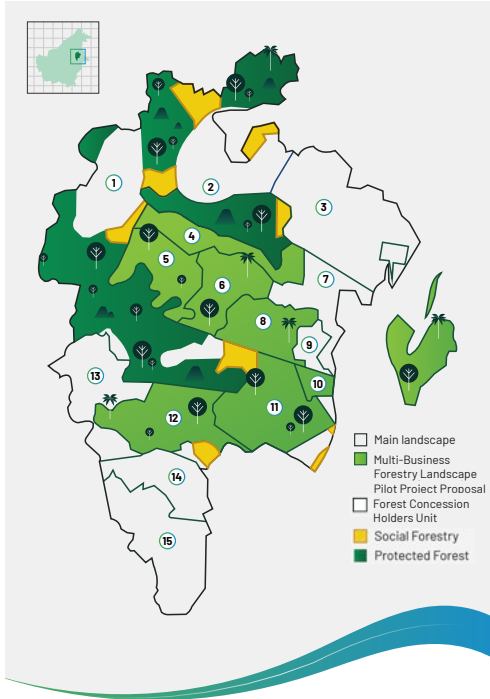 1
2
3
4
5
6
7
8
9
10
11
12
13
14
15
Main landscape
Multi-Business
Forestry Landscape
Pilot Project Proposal
Forest Concession
Holders Unit
Social Forestry
Protected Forest